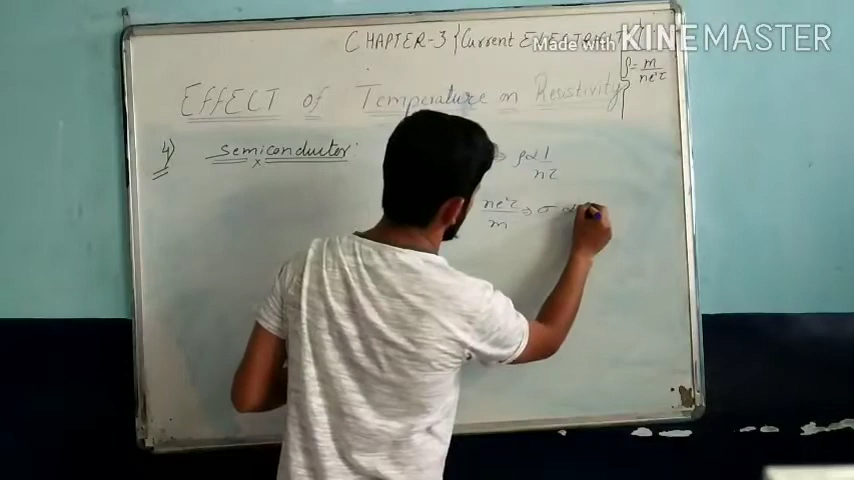 CHAPTER-3 {Current
Made with KINEMASTER
ρ = m / ne²τ
EFFECT of Temperature on Resistivity
4) Semiconductor:
ρ ∝ 1 / nτ
ne²τ / m ⇒ σ ∝